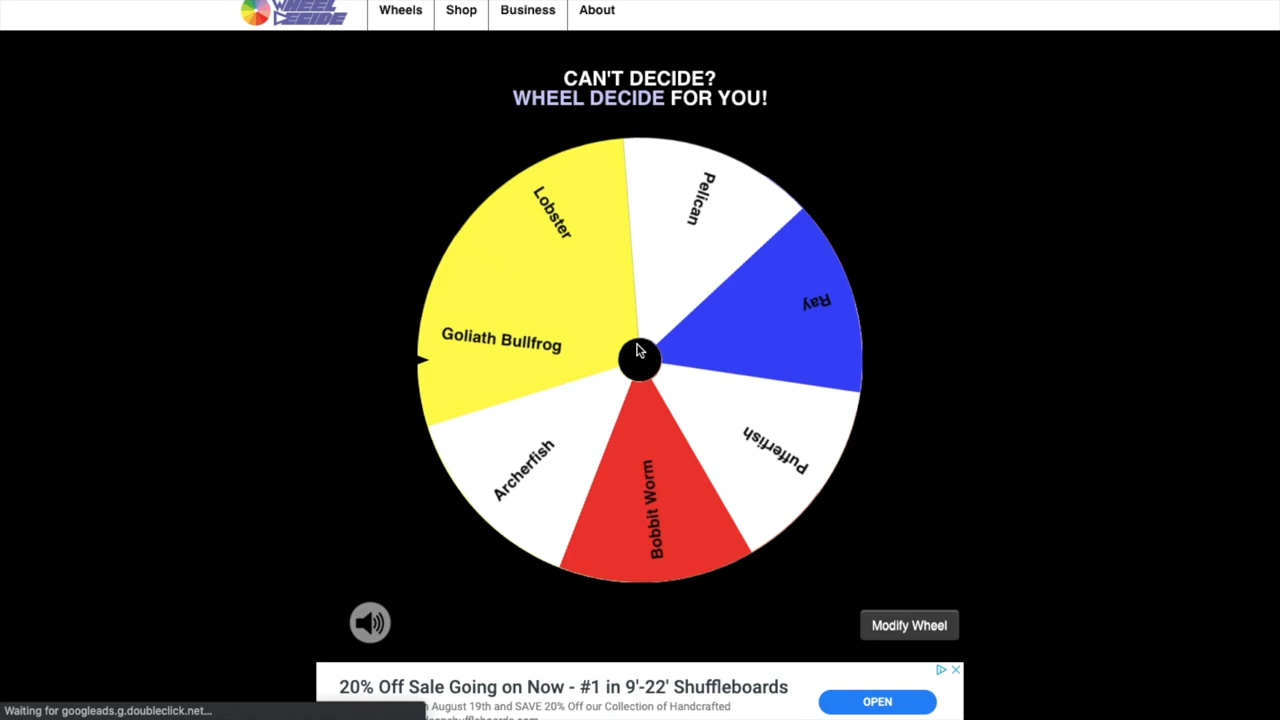 WHEEL
DECIDE
Wheels
Shop
Business
About
CAN'T DECIDE?
WHEEL DECIDE FOR YOU!
Lobster
Pelican
Ray
Goliath Bullfrog
Pufferfish
Archerfish
Bobbit Worm
Modify Wheel
20% Off Sale Going on Now - #1 in 9'-22' Shuffleboards
August 19th and SAVE 20% Off our Collection of Handcrafted
OPEN
Waiting for googleads.g.doubleclick.net...